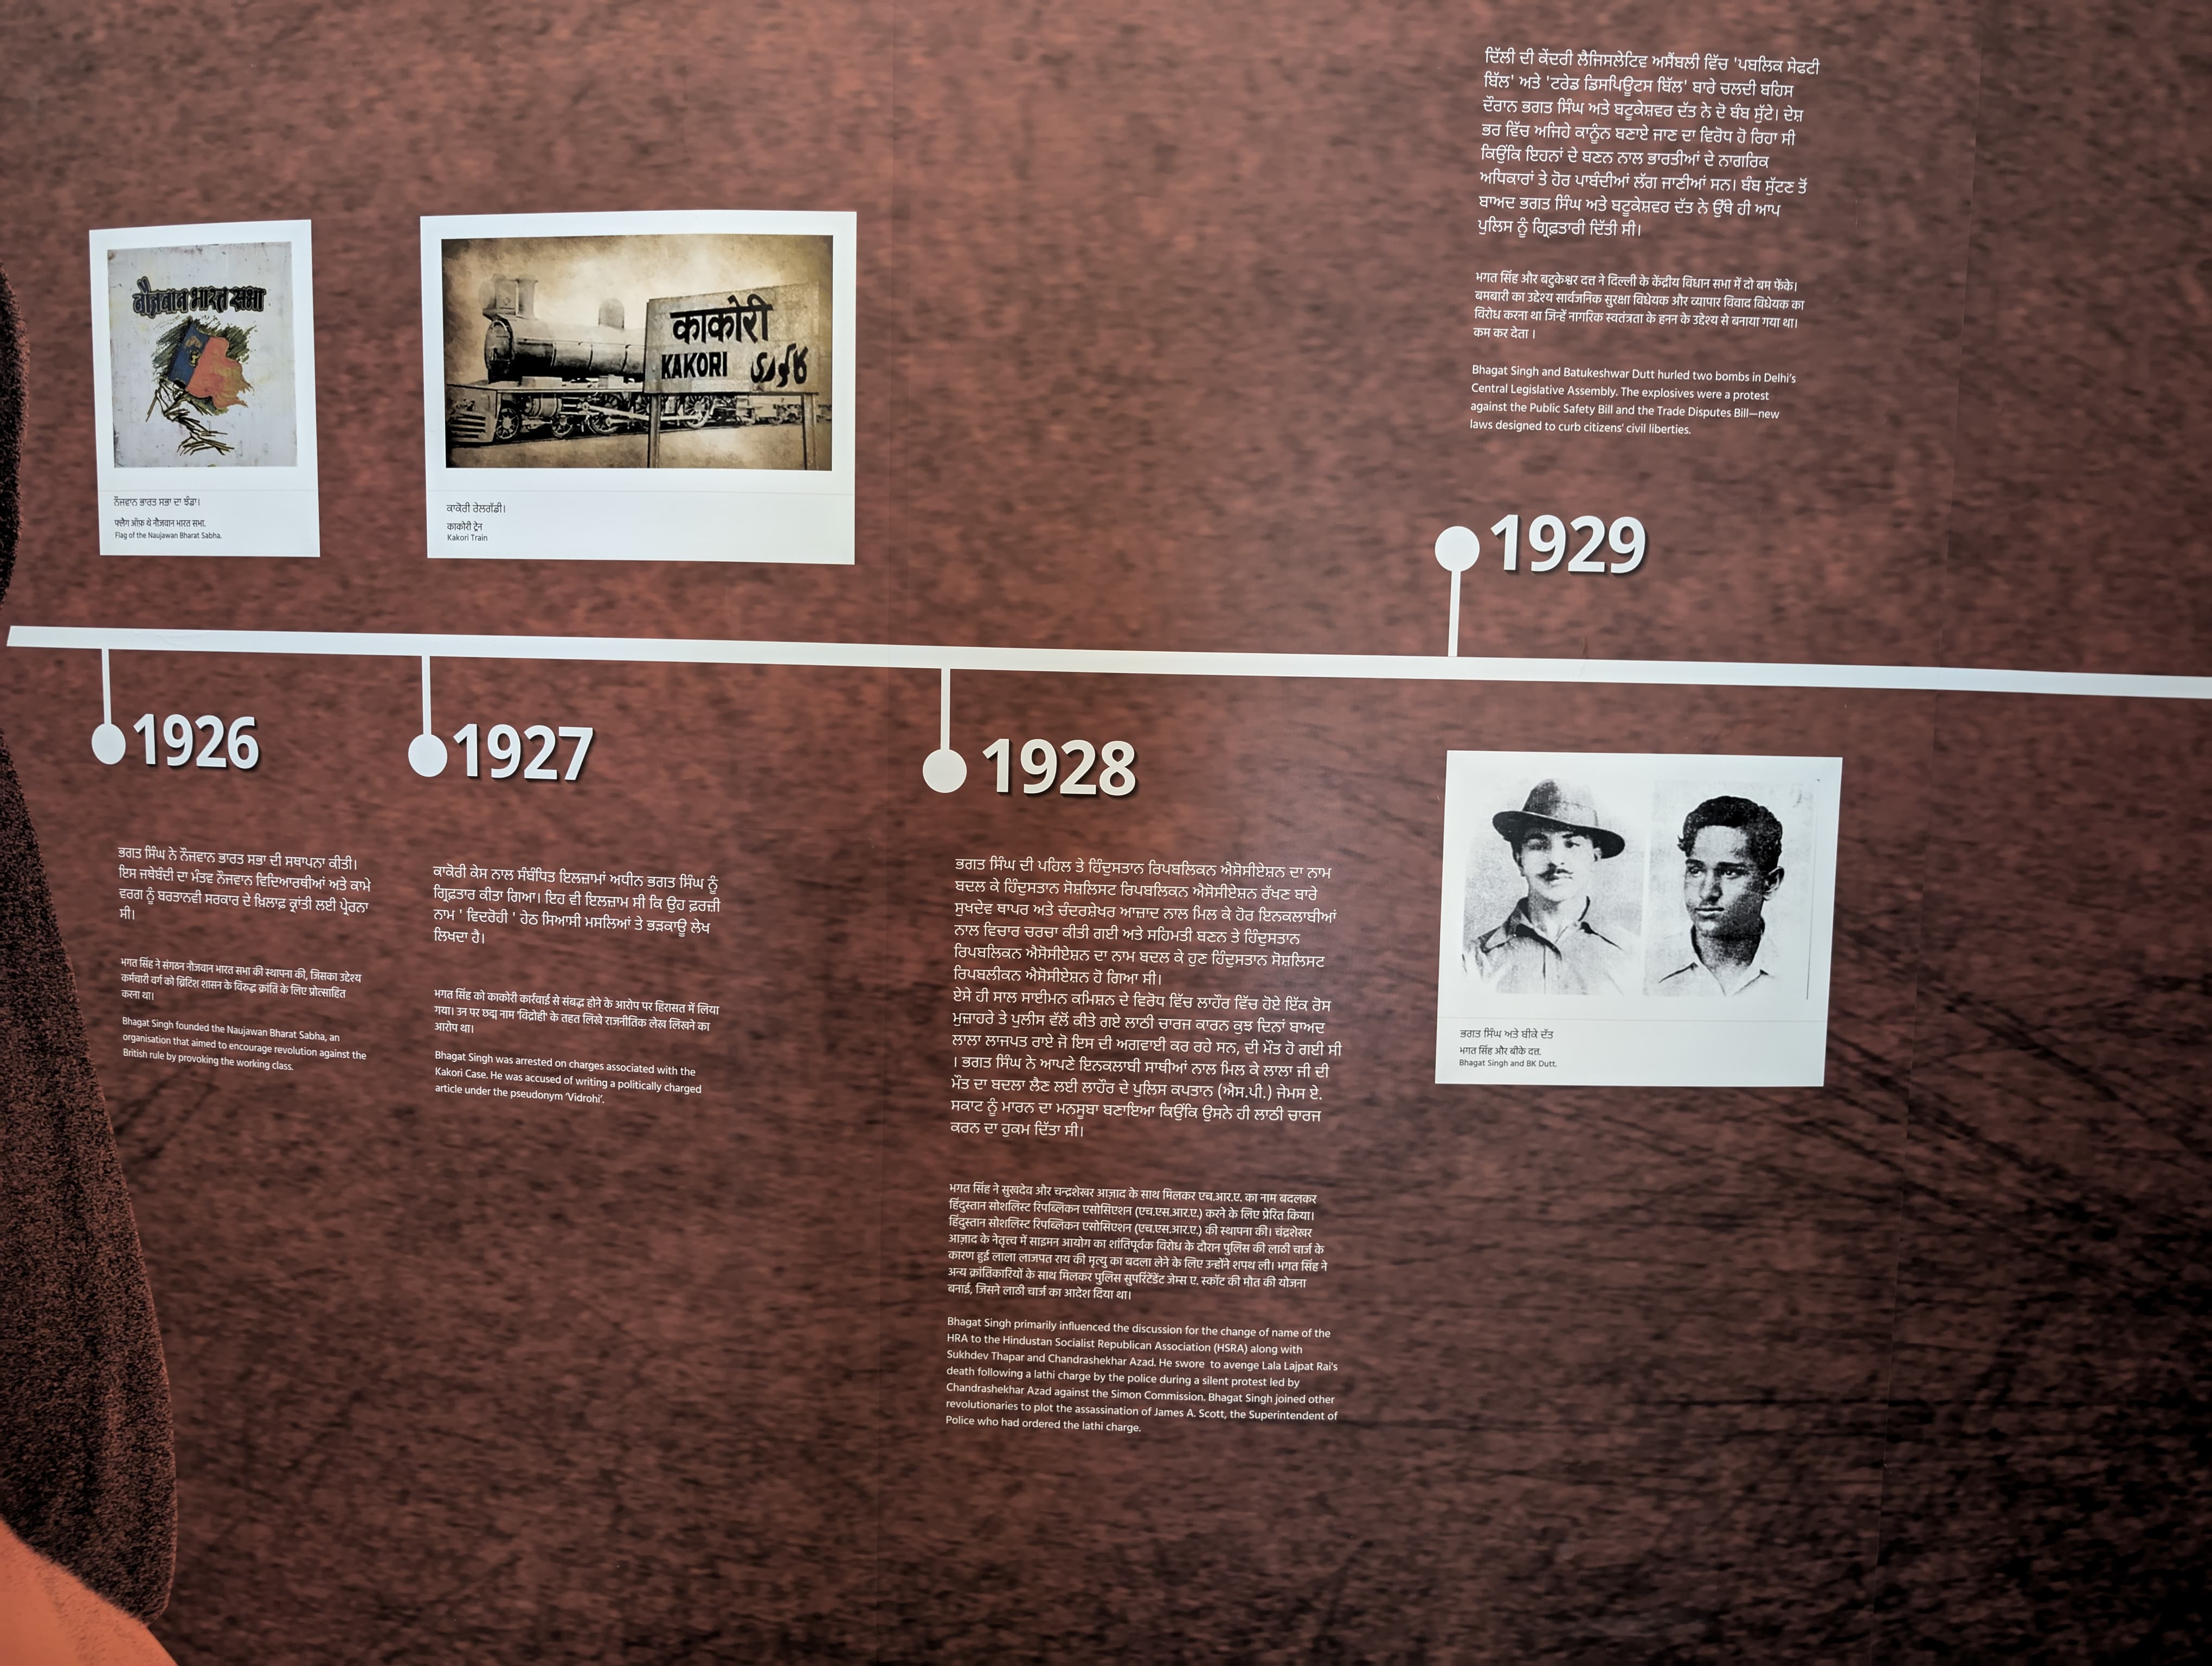 नौजवान भारत सभा
ਨੌਜਵਾਨ ਭਾਰਤ ਸਭਾ ਦਾ ਝੰਡਾ।
फ्लैग ऑफ़ थे नौजवान भारत सभा.
Flag of the Naujawan Bharat Sabha.
काकोरी
KAKORI
ਕਾਕੋਰੀ ਰੇਲਗੱਡੀ।
काकोरी ट्रेन
Kakori Train
1926
ਭਗਤ ਸਿੰਘ ਨੇ ਨੌਜਵਾਨ ਭਾਰਤ ਸਭਾ ਦੀ ਸਥਾਪਨਾ ਕੀਤੀ।
ਇਸ ਜਥੇਬੰਦੀ ਦਾ ਮੰਤਵ ਨੌਜਵਾਨ ਵਿਦਿਆਰਥੀਆਂ ਅਤੇ ਕਾਮੇ
ਵਰਗ ਨੂੰ ਬਰਤਾਨਵੀ ਸਰਕਾਰ ਦੇ ਖ਼ਿਲਾਫ਼ ਕ੍ਰਾਂਤੀ ਲਈ ਪ੍ਰੇਰਨਾ
ਸੀ।
भगत सिंह ने संगठन नौजवान भारत सभा की स्थापना की, जिसका उद्देश्य
कर्मचारी वर्ग को ब्रिटिश शासन के विरुद्ध क्रांति के लिए प्रोत्साहित
करना था।
Bhagat Singh founded the Naujawan Bharat Sabha, an
organisation that aimed to encourage revolution against the
British rule by provoking the working class.
1927
ਕਾਕੋਰੀ ਕੇਸ ਨਾਲ ਸੰਬੰਧਿਤ ਇਲਜ਼ਾਮਾਂ ਅਧੀਨ ਭਗਤ ਸਿੰਘ ਨੂੰ
ਗ੍ਰਿਫ਼ਤਾਰ ਕੀਤਾ ਗਿਆ। ਇਹ ਵੀ ਇਲਜ਼ਾਮ ਸੀ ਕਿ ਉਹ ਫ਼ਰਜ਼ੀ
ਨਾਮ ' ਵਿਦਰੋਹੀ ' ਹੇਠ ਸਿਆਸੀ ਮਸਲਿਆਂ ਤੇ ਭੜਕਾਊ ਲੇਖ
ਲਿਖਦਾ ਹੈ।
भगत सिंह को काकोरी कार्रवाई से संबद्ध होने के आरोप पर हिरासत में लिया
गया। उन पर छद्म नाम 'विद्रोही' के तहत लिखे राजनीतिक लेख लिखने का
आरोप था।
Bhagat Singh was arrested on charges associated with the
Kakori Case. He was accused of writing a politically charged
article under the pseudonym ‘Vidrohi’.
1928
ਭਗਤ ਸਿੰਘ ਦੀ ਪਹਿਲ ਤੇ ਹਿੰਦੁਸਤਾਨ ਰਿਪਬਲਿਕਨ ਐਸੋਸੀਏਸ਼ਨ ਦਾ ਨਾਮ
ਬਦਲ ਕੇ ਹਿੰਦੁਸਤਾਨ ਸੋਸ਼ਲਿਸਟ ਰਿਪਬਲਿਕਨ ਐਸੋਸੀਏਸ਼ਨ ਰੱਖਣ ਬਾਰੇ
ਸੁਖਦੇਵ ਥਾਪਰ ਅਤੇ ਚੰਦਰਸ਼ੇਖਰ ਆਜ਼ਾਦ ਨਾਲ ਮਿਲ ਕੇ ਹੋਰ ਇਨਕਲਾਬੀਆਂ
ਨਾਲ ਵਿਚਾਰ ਚਰਚਾ ਕੀਤੀ ਗਈ ਅਤੇ ਸਹਿਮਤੀ ਬਣਨ ਤੇ ਹਿੰਦੁਸਤਾਨ
ਰਿਪਬਲਿਕਨ ਐਸੋਸੀਏਸ਼ਨ ਦਾ ਨਾਮ ਬਦਲ ਕੇ ਹੁਣ ਹਿੰਦੁਸਤਾਨ ਸੋਸ਼ਲਿਸਟ
ਰਿਪਬਲੀਕਨ ਐਸੋਸੀਏਸ਼ਨ ਹੋ ਗਿਆ ਸੀ।
ਏਸੇ ਹੀ ਸਾਲ ਸਾਈਮਨ ਕਮਿਸ਼ਨ ਦੇ ਵਿਰੋਧ ਵਿੱਚ ਲਾਹੌਰ ਵਿੱਚ ਹੋਏ ਇੱਕ ਰੋਸ
ਮੁਜ਼ਾਹਰੇ ਤੇ ਪੁਲੀਸ ਵੱਲੋਂ ਕੀਤੇ ਗਏ ਲਾਠੀ ਚਾਰਜ ਕਾਰਨ ਕੁਝ ਦਿਨਾਂ ਬਾਅਦ
ਲਾਲਾ ਲਾਜਪਤ ਰਾਏ ਜੋ ਇਸ ਦੀ ਅਗਵਾਈ ਕਰ ਰਹੇ ਸਨ, ਦੀ ਮੌਤ ਹੋ ਗਈ ਸੀ
। ਭਗਤ ਸਿੰਘ ਨੇ ਆਪਣੇ ਇਨਕਲਾਬੀ ਸਾਥੀਆਂ ਨਾਲ ਮਿਲ ਕੇ ਲਾਲਾ ਜੀ ਦੀ
ਮੌਤ ਦਾ ਬਦਲਾ ਲੈਣ ਲਈ ਲਾਹੌਰ ਦੇ ਪੁਲਿਸ ਕਪਤਾਨ (ਐਸ.ਪੀ.) ਜੇਮਸ ਏ.
ਸਕਾਟ ਨੂੰ ਮਾਰਨ ਦਾ ਮਨਸੂਬਾ ਬਣਾਇਆ ਕਿਉਂਕਿ ਉਸਨੇ ਹੀ ਲਾਠੀ ਚਾਰਜ
ਕਰਨ ਦਾ ਹੁਕਮ ਦਿੱਤਾ ਸੀ।
भगत सिंह ने सुखदेव और चन्द्रशेखर आज़ाद के साथ मिलकर एच.आर.ए. का नाम बदलकर
हिंदुस्तान सोशलिस्ट रिपब्लिकन एसोसिएशन (एच.एस.आर.ए.) करने के लिए प्रेरित किया।
हिंदुस्तान सोशलिस्ट रिपब्लिकन एसोसिएशन (एच.एस.आर.ए.) की स्थापना की। चंद्रशेखर
आज़ाद के नेतृत्त्व में साइमन आयोग का शांतिपूर्वक विरोध के दौरान पुलिस की लाठी चार्ज के
कारण हुई लाला लाजपत राय की मृत्यु का बदला लेने के लिए उन्होंने शपथ ली। भगत सिंह ने
अन्य क्रांतिकारियों के साथ मिलकर पुलिस सुपरिंटेंडेंट जेम्स ए. स्कॉट की मौत की योजना
बनाई, जिसने लाठी चार्ज का आदेश दिया था।
Bhagat Singh primarily influenced the discussion for the change of name of the
HRA to the Hindustan Socialist Republican Association (HSRA) along with
Sukhdev Thapar and Chandrashekhar Azad. He swore to avenge Lala Lajpat Rai's
death following a lathi charge by the police during a silent protest led by
Chandrashekhar Azad against the Simon Commission. Bhagat Singh joined other
revolutionaries to plot the assassination of James A. Scott, the Superintendent of
Police who had ordered the lathi charge.
ਦਿੱਲੀ ਦੀ ਕੇਂਦਰੀ ਲੈਜਿਸਲੇਟਿਵ ਅਸੈਂਬਲੀ ਵਿੱਚ 'ਪਬਲਿਕ ਸੇਫਟੀ
ਬਿੱਲ' ਅਤੇ 'ਟਰੇਡ ਡਿਸਪਿਊਟਸ ਬਿੱਲ' ਬਾਰੇ ਚਲਦੀ ਬਹਿਸ
ਦੌਰਾਨ ਭਗਤ ਸਿੰਘ ਅਤੇ ਬਟੂਕੇਸ਼ਵਰ ਦੱਤ ਨੇ ਦੋ ਬੰਬ ਸੁੱਟੇ। ਦੇਸ਼
ਭਰ ਵਿੱਚ ਅਜਿਹੇ ਕਾਨੂੰਨ ਬਣਾਏ ਜਾਣ ਦਾ ਵਿਰੋਧ ਹੋ ਰਿਹਾ ਸੀ
ਕਿਉਂਕਿ ਇਹਨਾਂ ਦੇ ਬਣਨ ਨਾਲ ਭਾਰਤੀਆਂ ਦੇ ਨਾਗਰਿਕ
ਅਧਿਕਾਰਾਂ ਤੇ ਹੋਰ ਪਾਬੰਦੀਆਂ ਲੱਗ ਜਾਣੀਆਂ ਸਨ। ਬੰਬ ਸੁੱਟਣ ਤੋਂ
ਬਾਅਦ ਭਗਤ ਸਿੰਘ ਅਤੇ ਬਟੂਕੇਸ਼ਵਰ ਦੱਤ ਨੇ ਉੱਥੇ ਹੀ ਆਪ
ਪੁਲਿਸ ਨੂੰ ਗ੍ਰਿਫ਼ਤਾਰੀ ਦਿੱਤੀ ਸੀ।
भगत सिंह और बटुकेश्वर दत्त ने दिल्ली के केंद्रीय विधान सभा में दो बम फेंके।
बमबारी का उद्देश्य सार्वजनिक सुरक्षा विधेयक और व्यापार विवाद विधेयक का
विरोध करना था जिन्हें नागरिक स्वतंत्रता के हनन के उद्देश्य से बनाया गया था।
कम कर देता ।
Bhagat Singh and Batukeshwar Dutt hurled two bombs in Delhi’s
Central Legislative Assembly. The explosives were a protest
against the Public Safety Bill and the Trade Disputes Bill—new
laws designed to curb citizens’ civil liberties.
1929
ਭਗਤ ਸਿੰਘ ਅਤੇ ਬੀਕੇ ਦੱਤ
भगत सिंह और बीके दत्त.
Bhagat Singh and BK Dutt.